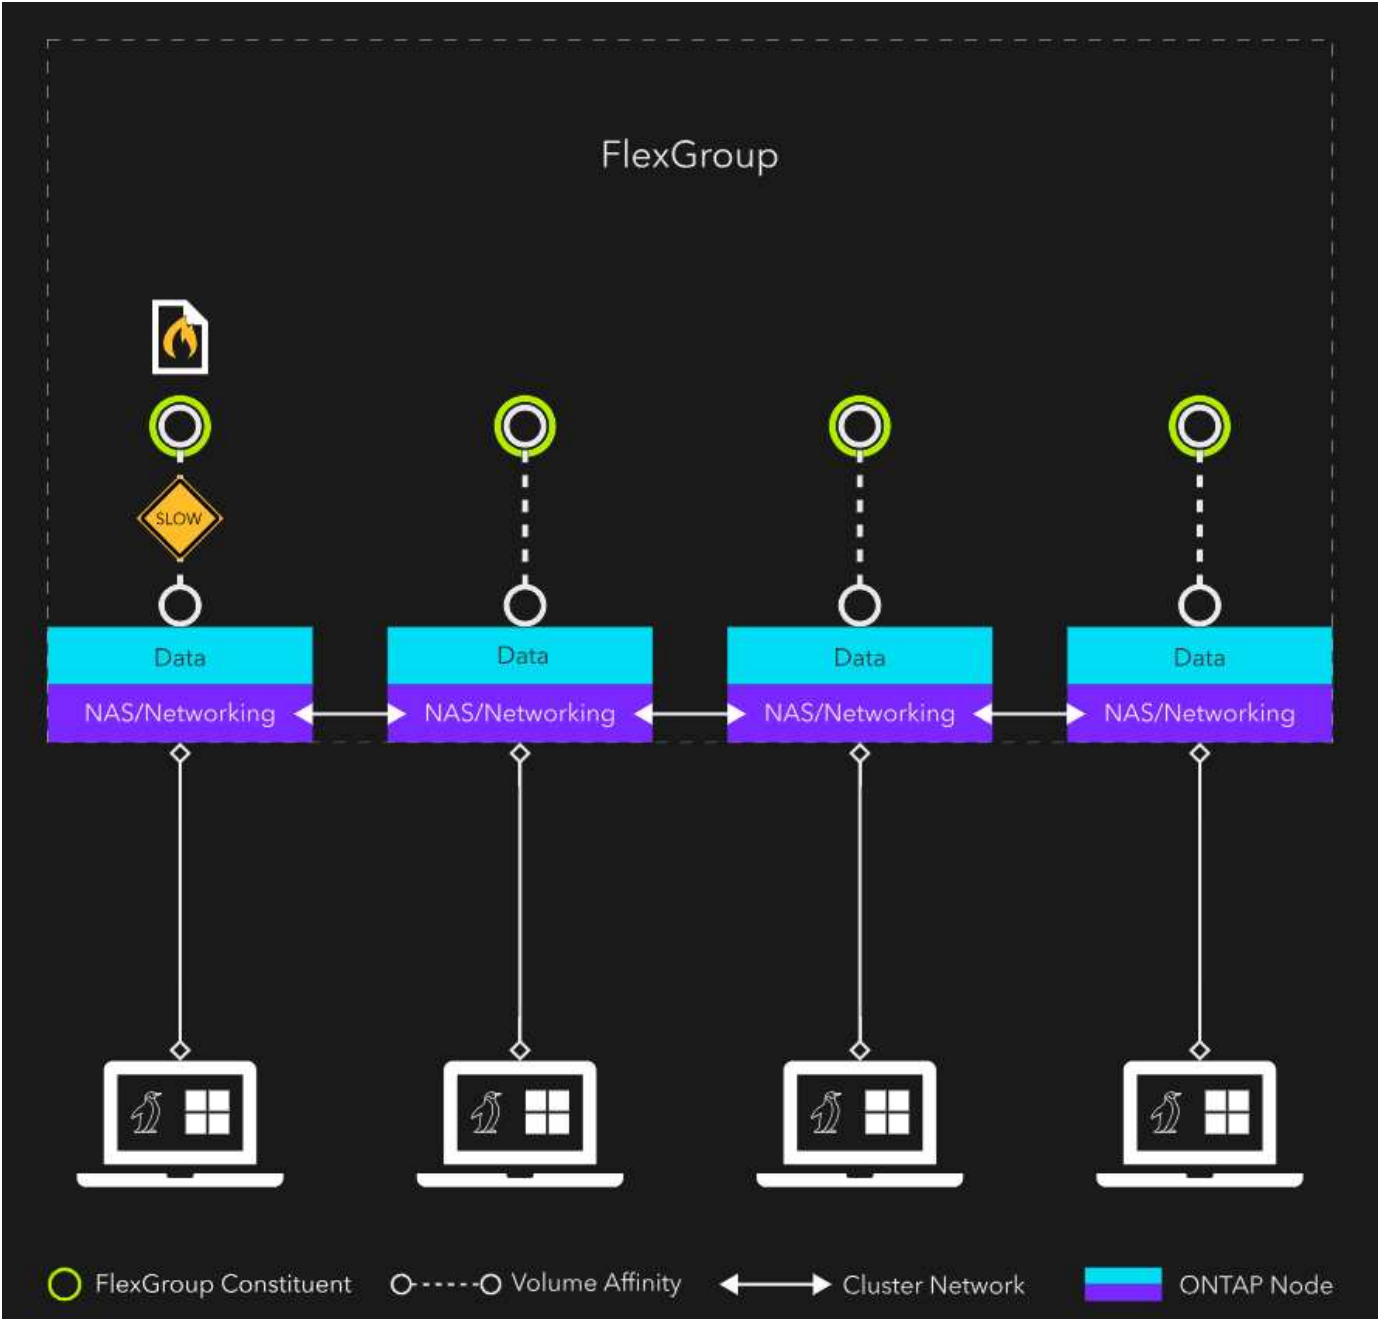 FlexGroup
SLOW
Data Data Data Data
NAS/Networking NAS/Networking NAS/Networking NAS/Networking
FlexGroup Constituent Volume Affinity Cluster Network ONTAP Node